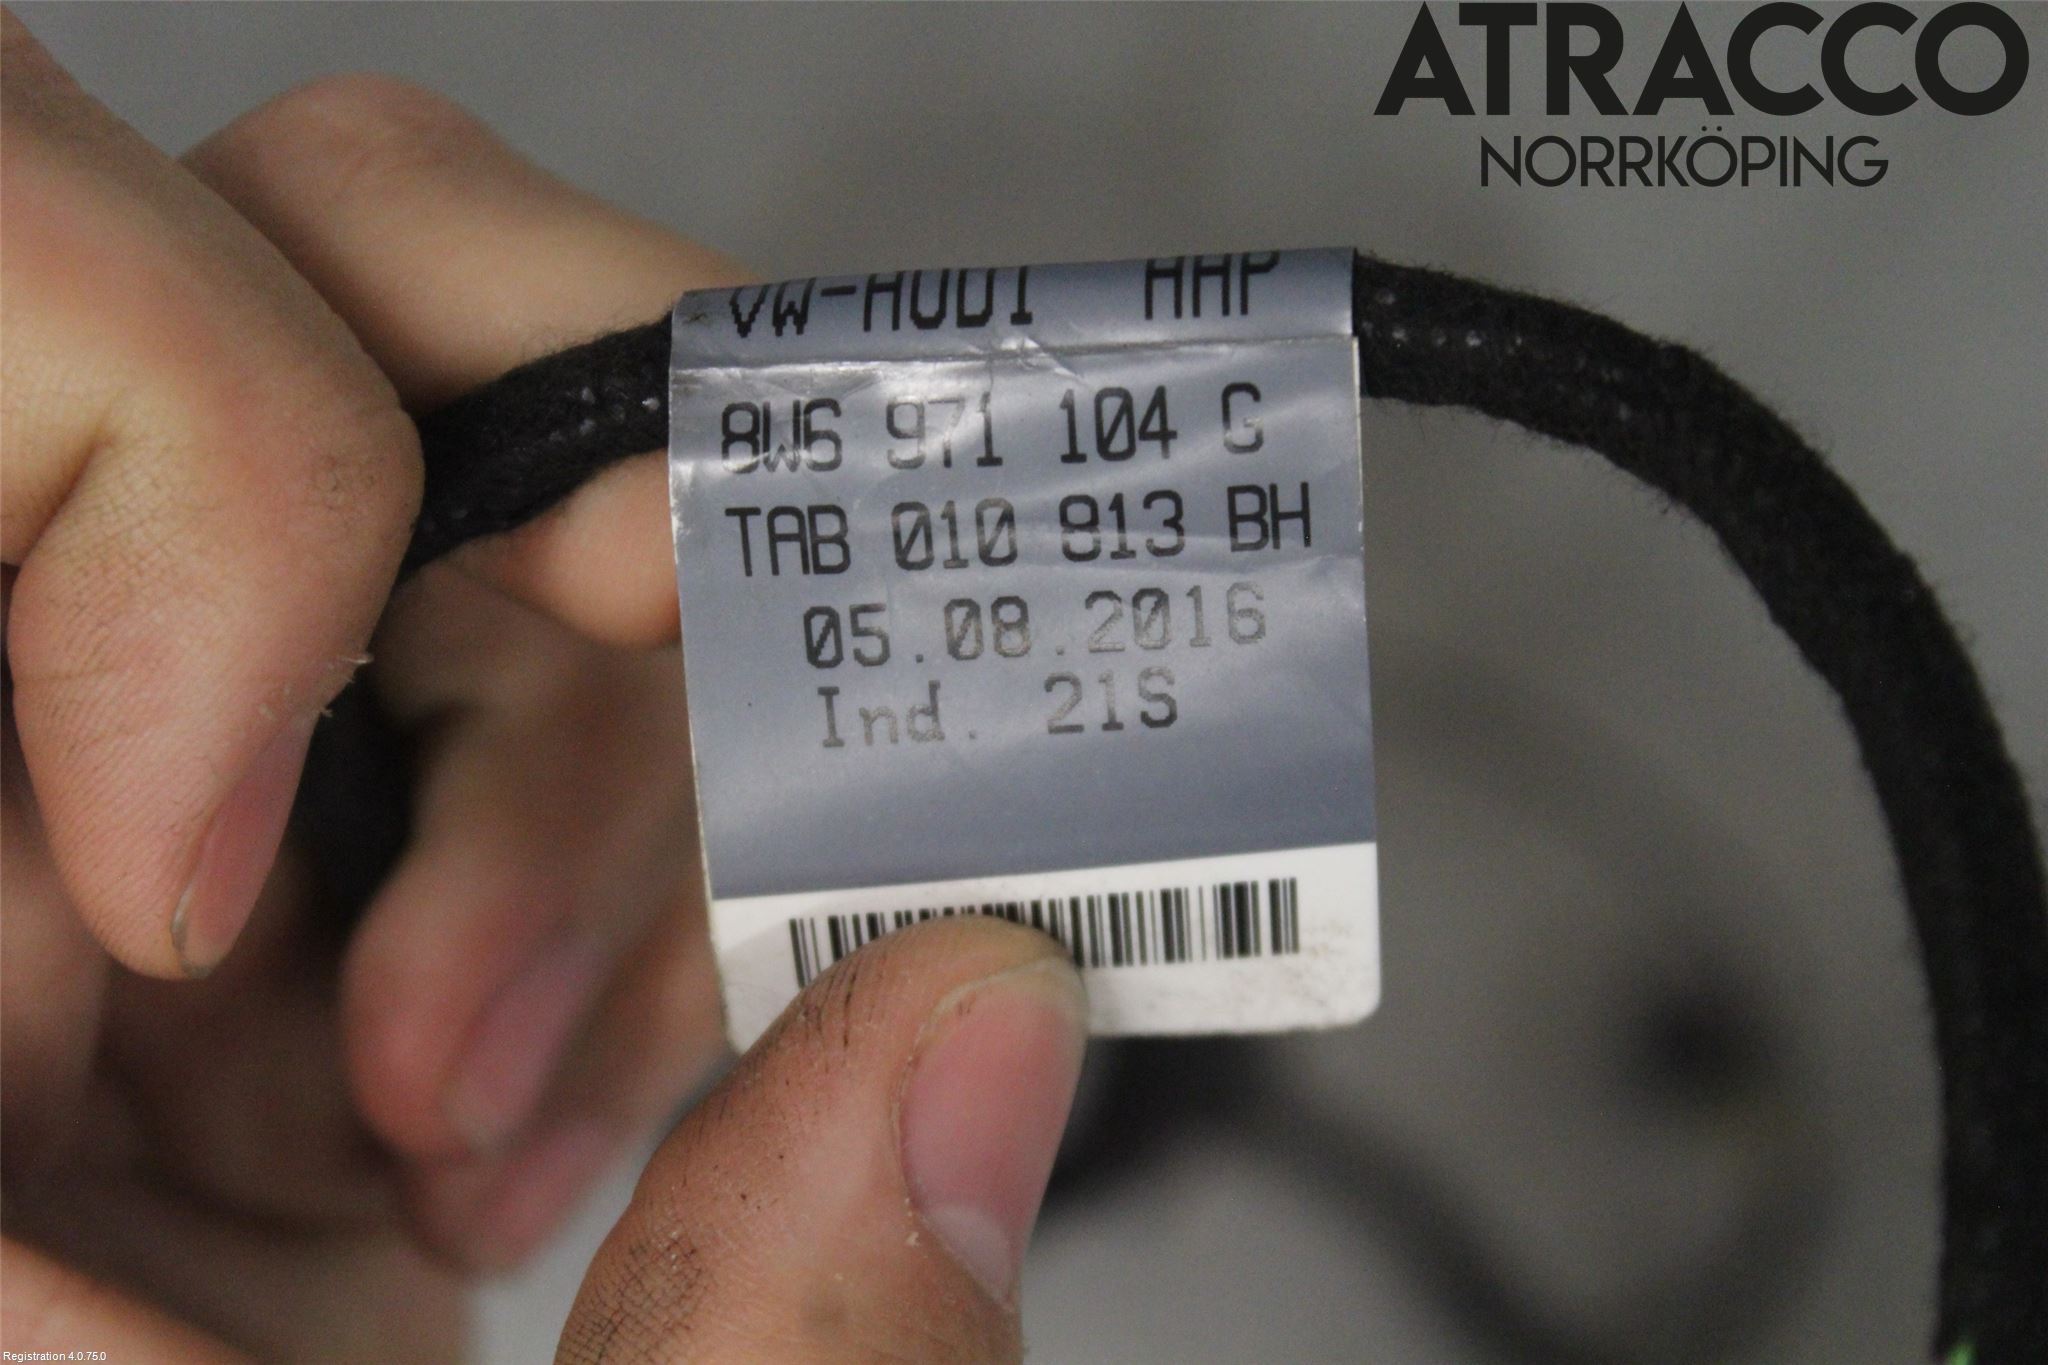 ATRACCO
NORRKÖPING
VW-AUDI AAP
8W6 971 104 G
TAB 010 813 BH
05.08.2016
Ind. 21S
Registration 4.0.75.0